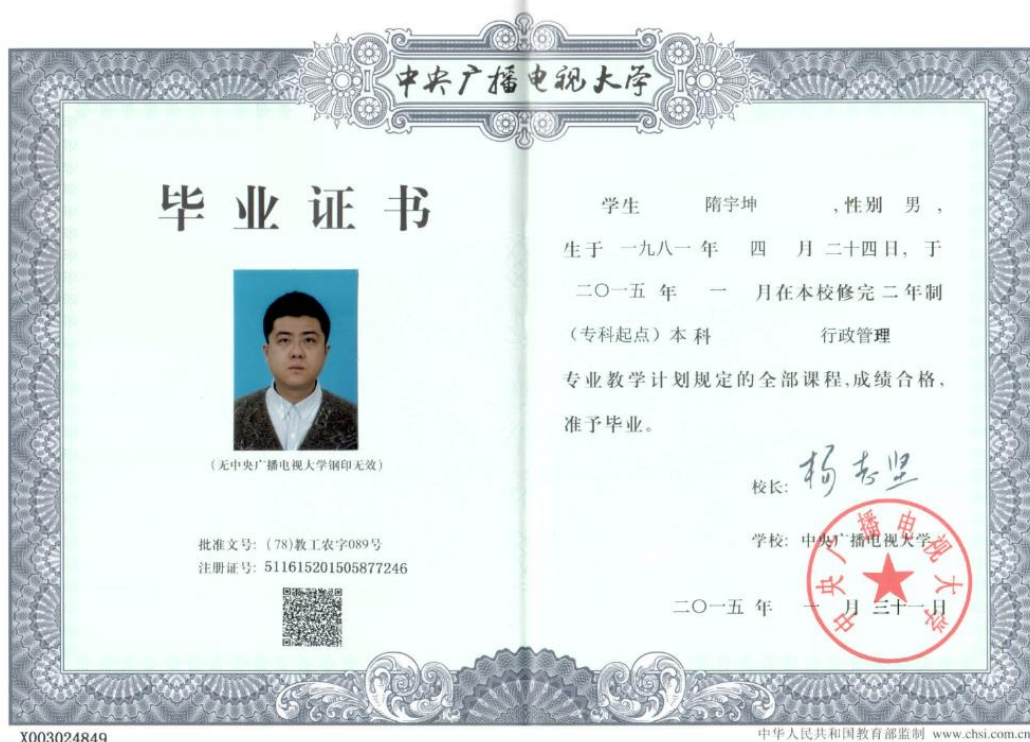 中央广播电视大学
毕业证书
(无中央广播电视大学钢印无效)
批准文号: (78)教工农字089号
注册证号: 511615201505877246
学生 隋宇坤 ,性别 男 ,
生于 一九八一 年 四 月 二十四日, 于
二〇一五 年 一 月在本校修完 二 年制
(专科起点) 本 科 行政管理
专业教学计划规定的全部课程,成绩合格,
准予毕业。
校长: 杨志坚
学校: 中央广播电视大学
中央广播电视大学
二〇一五 年 一 月 三十一 日
X003024849
中华人民共和国教育部监制 www.chsi.com.cn